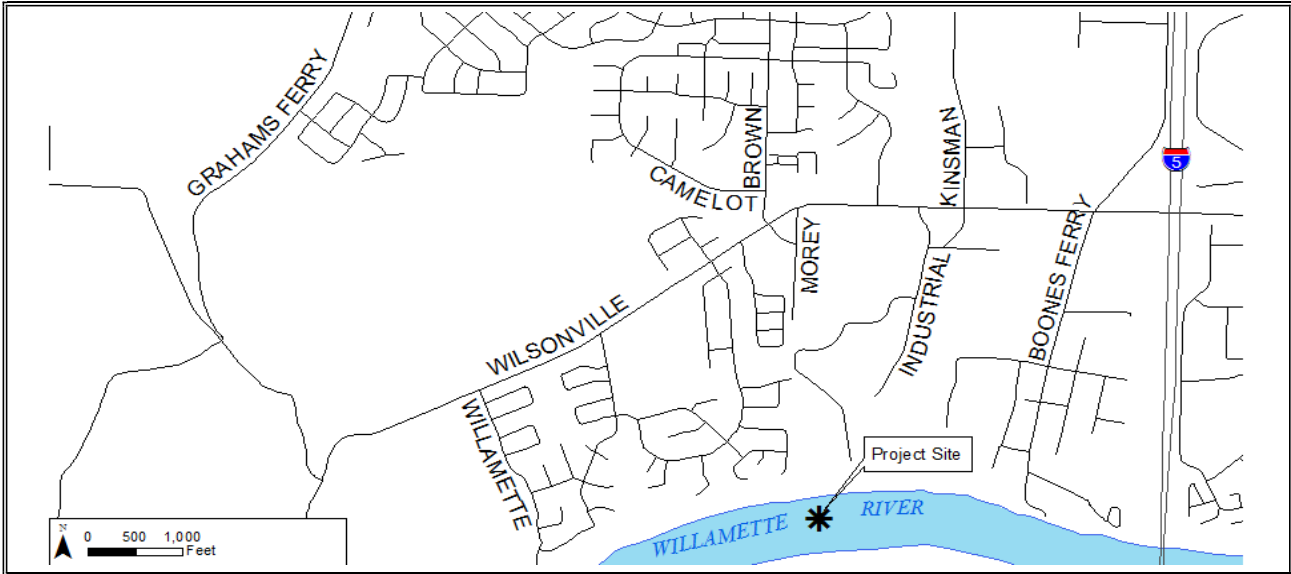 GRAHAMS FERRY
BROWN
KINSMAN
5
CAMELOT
BOONES FERRY
MOREY
INDUSTRIAL
WILSONVILLE
WILLAMETTE
Project Site
WILLAMETTE RIVER
N
0 500 1,000
Feet